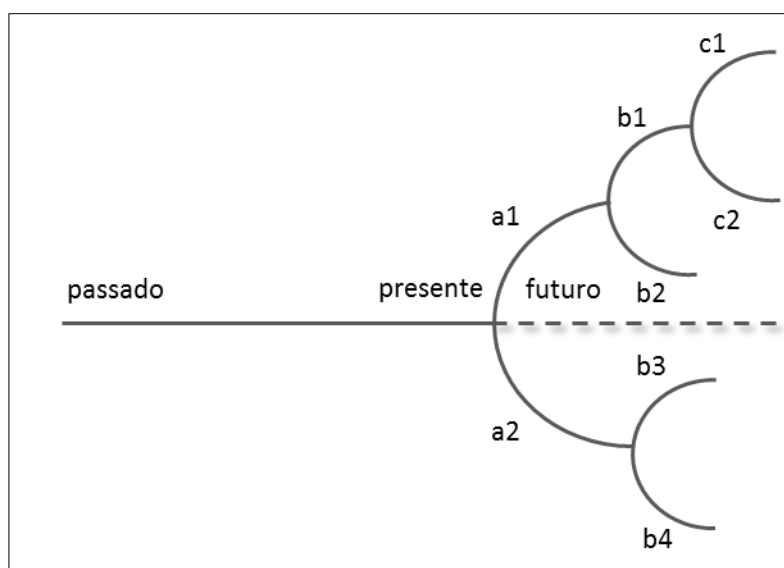 c1
b1
a1
c2
passado presente futuro b2
b3
a2
b4